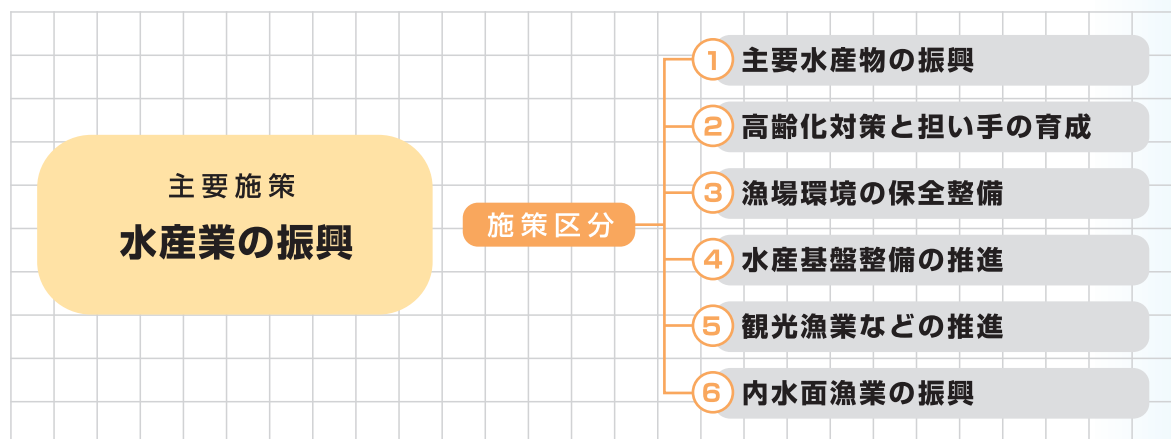 主要施策
水産業の振興
施策区分
1 主要水産物の振興
2 高齢化対策と担い手の育成
3 漁場環境の保全整備
4 水産基盤整備の推進
5 観光漁業などの推進
6 内水面漁業の振興